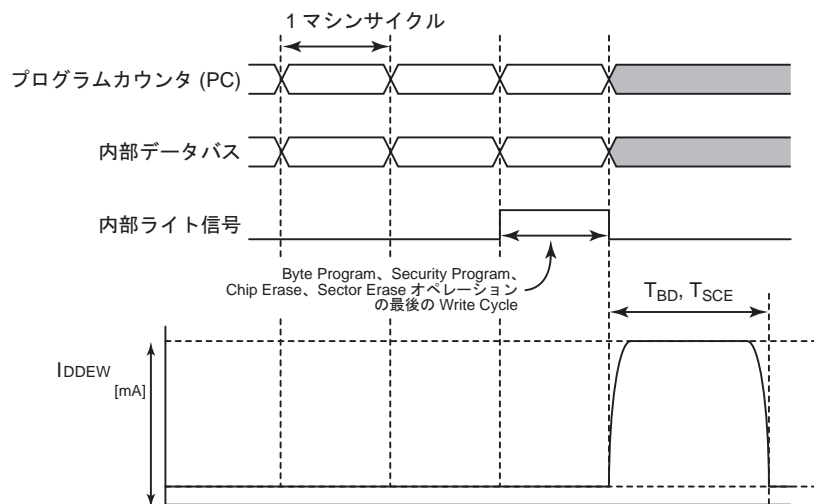 1 マシンサイクル
プログラムカウンタ (PC)
内部データバス
内部ライト信号
Byte Program、Security Program、
Chip Erase、Sector Erase オペレーション
の最後の Write Cycle
TBD, TSCE
IDDEW
[mA]